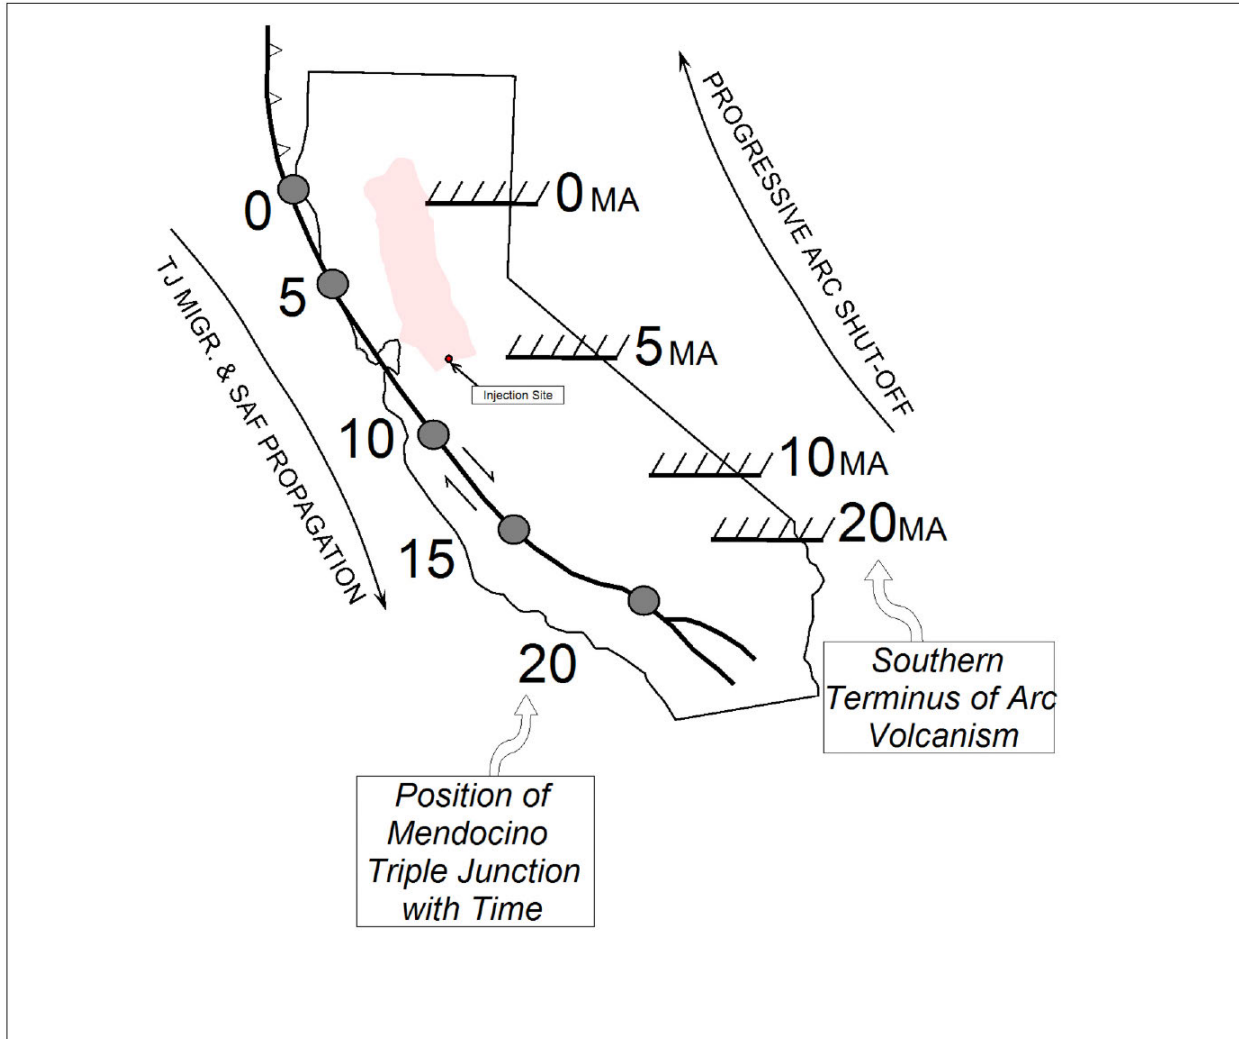 PROGRESSIVE ARC SHUT-OFF
0 MA
0
TJ MIGR. & SAF PROPAGATION
5
5 MA
Injection Site
10
10 MA
15
20 MA
20
Southern
Terminus of Arc
Volcanism
Position of
Mendocino
Triple Junction
with Time